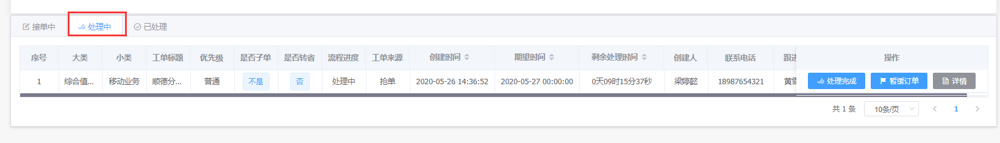 接单中 处理中 已处理
序号 大类 小类 工单标题 优先级 是否子单 是否转省 流程进度 工单来源 创建时间 期望时间 剩余处理时间 创建人 联系电话 跟进 操作
1 综合值... 移动业务 顺德分... 普通 不是 否 处理中 抢单 2020-05-26 14:36:52 2020-05-27 00:00:00 0天09时15分37秒 梁婷懿 18987654321 黄雪 处理完成 暂缓订单 详情
共 1 条 10条/页 1